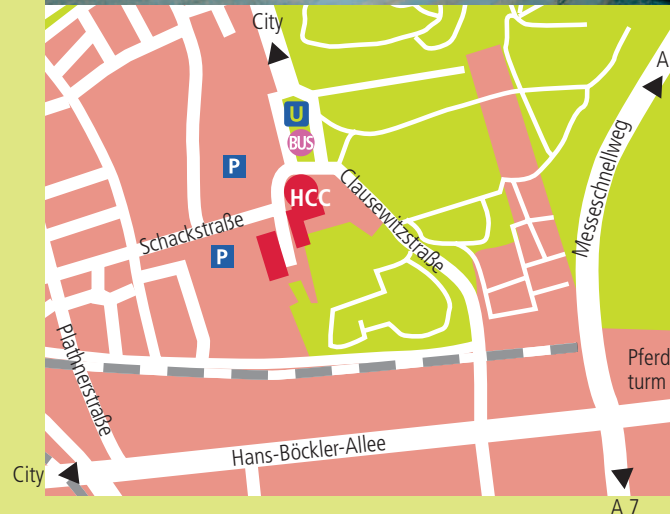 City
A
U
BUS
P
HCC
Clausewitzstraße
Messeschnellweg
Schackstraße
P
Plathnerstraße
Pferd
turm
Hans-Böckler-Allee
City
A 7